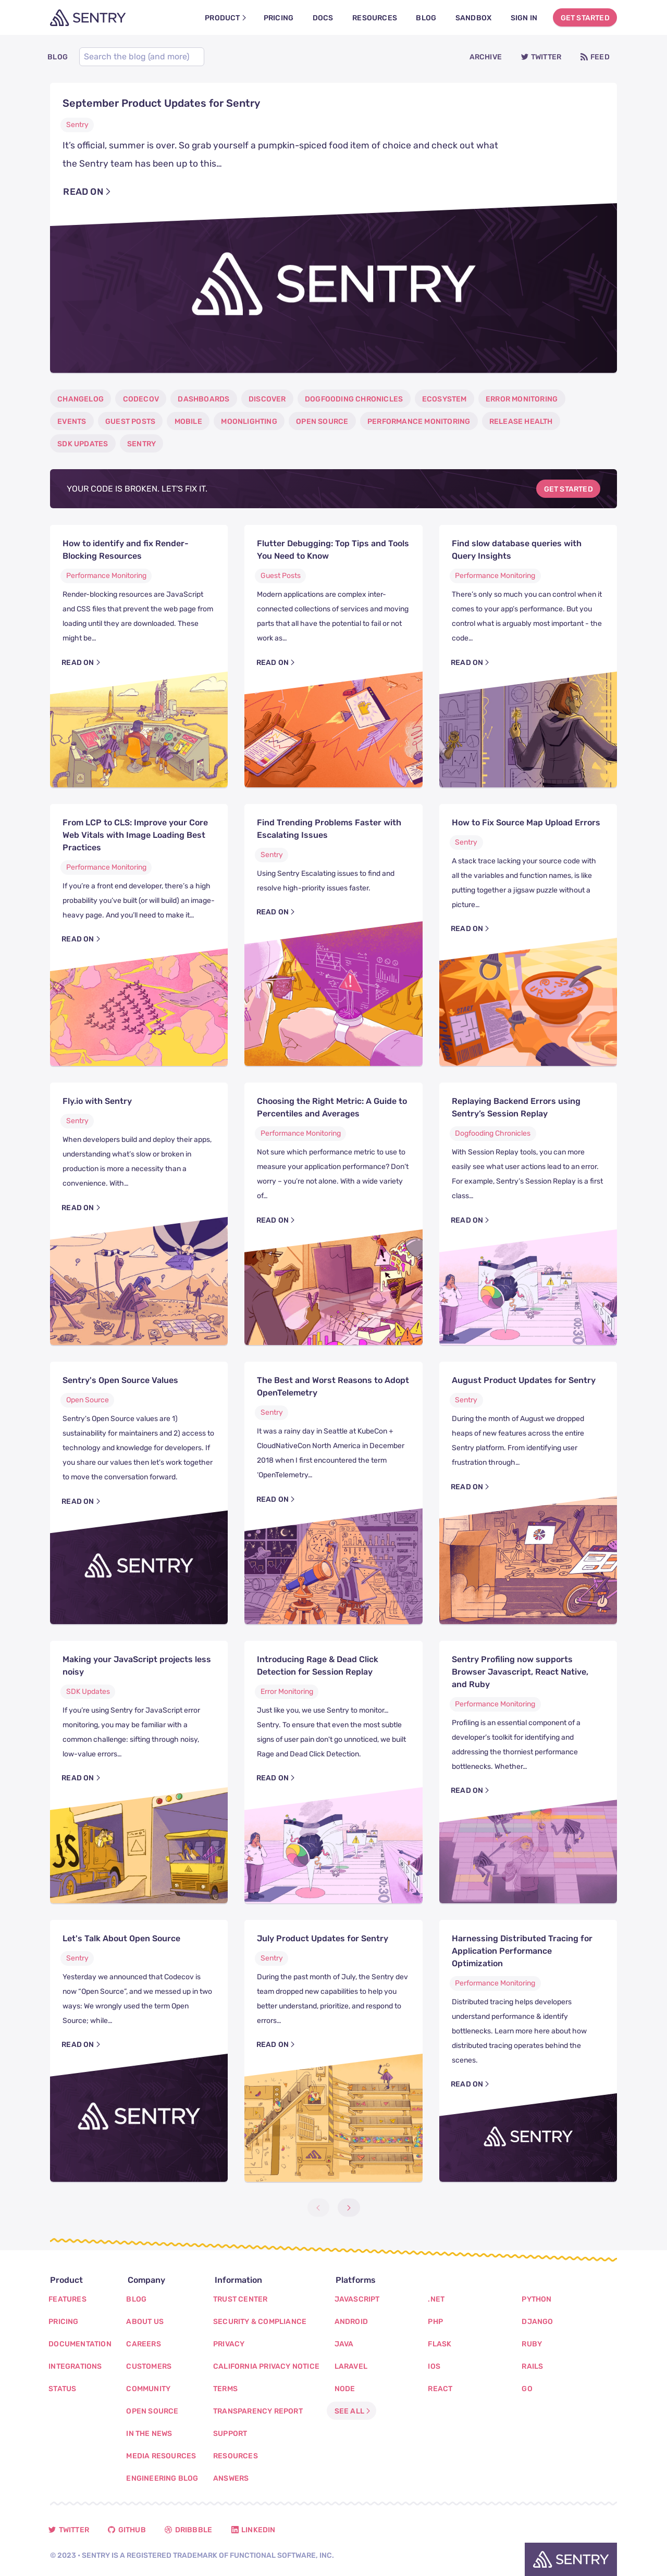 SENTRY
PRODUCT PRICING DOCS RESOURCES BLOG SANDBOX SIGN IN GET STARTED
BLOG Search the blog (and more) ARCHIVE TWITTER FEED
September Product Updates for Sentry
Sentry
It's official, summer is over. So grab yourself a pumpkin-spiced food item of choice and check out what
the Sentry team has been up to this…
READ ON
SENTRY
CHANGELOG CODECOV DASHBOARDS DISCOVER DOGFOODING CHRONICLES ECOSYSTEM ERROR MONITORING
EVENTS GUEST POSTS MOBILE MOONLIGHTING OPEN SOURCE PERFORMANCE MONITORING RELEASE HEALTH
SDK UPDATES SENTRY
YOUR CODE IS BROKEN. LET'S FIX IT. GET STARTED
How to identify and fix Render-
Blocking Resources
Performance Monitoring
Render-blocking resources are JavaScript
and CSS files that prevent the web page from
loading until they are downloaded. These
might be…
READ ON
Flutter Debugging: Top Tips and Tools
You Need to Know
Guest Posts
Modern applications are complex inter-
connected collections of services and moving
parts that all have the potential to fail or not
work as…
READ ON
Find slow database queries with
Query Insights
Performance Monitoring
There's only so much you can control when it
comes to your app's performance. But you
control what is arguably most important - the
code…
READ ON
From LCP to CLS: Improve your Core
Web Vitals with Image Loading Best
Practices
Performance Monitoring
If you're a front end developer, there's a high
probability you've built (or will build) an image-
heavy page. And you'll need to make it…
READ ON
Find Trending Problems Faster with
Escalating Issues
Sentry
Using Sentry Escalating issues to find and
resolve high-priority issues faster.
READ ON
How to Fix Source Map Upload Errors
Sentry
A stack trace lacking your source code with
all the variables and function names, is like
putting together a jigsaw puzzle without a
picture…
READ ON
START
Fly.io with Sentry
Sentry
When developers build and deploy their apps,
understanding what's slow or broken in
production is more a necessity than a
convenience. With…
READ ON
Choosing the Right Metric: A Guide to
Percentiles and Averages
Performance Monitoring
Not sure which performance metric to use to
measure your application performance? Don't
worry – you're not alone. With a wide variety
of…
READ ON
Replaying Backend Errors using
Sentry's Session Replay
Dogfooding Chronicles
With Session Replay tools, you can more
easily see what user actions lead to an error.
For example, Sentry's Session Replay is a first
class…
READ ON
00:30
Sentry's Open Source Values
Open Source
Sentry's Open Source values are 1)
sustainability for maintainers and 2) access to
technology and knowledge for developers. If
you share our values then let's work together
to move the conversation forward.
READ ON
SENTRY
The Best and Worst Reasons to Adopt
OpenTelemetry
Sentry
It was a rainy day in Seattle at KubeCon +
CloudNativeCon North America in December
2018 when I first encountered the term
'OpenTelemetry…
READ ON
August Product Updates for Sentry
Sentry
During the month of August we dropped
heaps of new features across the entire
Sentry platform. From identifying user
frustration through…
READ ON
Making your JavaScript projects less
noisy
SDK Updates
If you're using Sentry for JavaScript error
monitoring, you may be familiar with a
common challenge: sifting through noisy,
low-value errors…
READ ON
JS
Introducing Rage & Dead Click
Detection for Session Replay
Error Monitoring
Just like you, we use Sentry to monitor…
Sentry. To ensure that even the most subtle
signs of user pain don't go unnoticed, we built
Rage and Dead Click Detection.
READ ON
00:30
Sentry Profiling now supports
Browser Javascript, React Native,
and Ruby
Performance Monitoring
Profiling is an essential component of a
developer's toolkit for identifying and
addressing the thorniest performance
bottlenecks. Whether…
READ ON
Let's Talk About Open Source
Sentry
Yesterday we announced that Codecov is
now "Open Source", and we messed up in two
ways: We wrongly used the term Open
Source; while…
READ ON
SENTRY
July Product Updates for Sentry
Sentry
During the past month of July, the Sentry dev
team dropped new capabilities to help you
better understand, prioritize, and respond to
errors…
READ ON
Harnessing Distributed Tracing for
Application Performance
Optimization
Performance Monitoring
Distributed tracing helps developers
understand performance & identify
bottlenecks. Learn more here about how
distributed tracing operates behind the
scenes.
READ ON
SENTRY
Product
FEATURES
PRICING
DOCUMENTATION
INTEGRATIONS
STATUS
Company
BLOG
ABOUT US
CAREERS
CUSTOMERS
COMMUNITY
OPEN SOURCE
IN THE NEWS
MEDIA RESOURCES
ENGINEERING BLOG
Information
TRUST CENTER
SECURITY & COMPLIANCE
PRIVACY
CALIFORNIA PRIVACY NOTICE
TERMS
TRANSPARENCY REPORT
SUPPORT
RESOURCES
ANSWERS
Platforms
JAVASCRIPT
ANDROID
JAVA
LARAVEL
NODE
SEE ALL
.NET
PHP
FLASK
IOS
REACT
PYTHON
DJANGO
RUBY
RAILS
GO
TWITTER GITHUB DRIBBBLE LINKEDIN
© 2023 • SENTRY IS A REGISTERED TRADEMARK OF FUNCTIONAL SOFTWARE, INC.
SENTRY